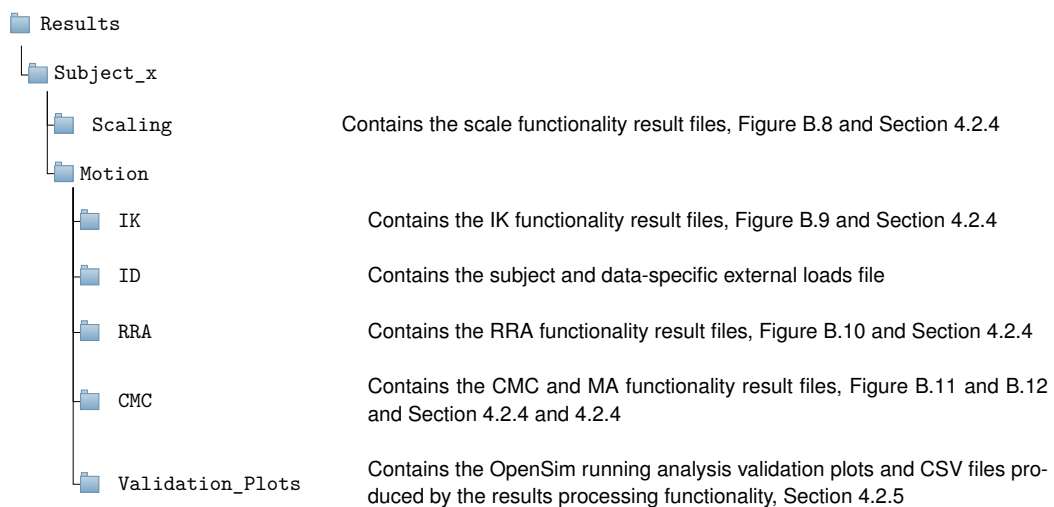 Results
Subject_x
Scaling Contains the scale functionality result files, Figure B.8 and Section 4.2.4
Motion
IK Contains the IK functionality result files, Figure B.9 and Section 4.2.4
ID Contains the subject and data-specific external loads file
RRA Contains the RRA functionality result files, Figure B.10 and Section 4.2.4
CMC Contains the CMC and MA functionality result files, Figure B.11 and B.12
and Section 4.2.4 and 4.2.4
Validation_Plots Contains the OpenSim running analysis validation plots and CSV files pro-
duced by the results processing functionality, Section 4.2.5